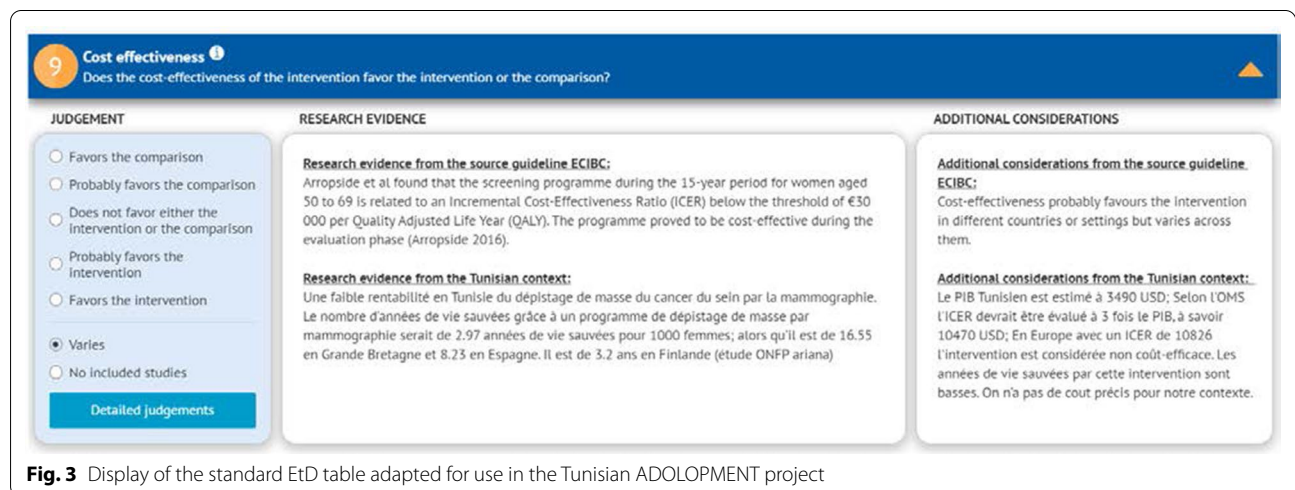 9
Cost effectiveness i
Does the cost-effectiveness of the intervention favor the intervention or the comparison?
JUDGEMENT
Favors the comparison
Probably favors the comparison
Does not favor either the
intervention or the comparison
Probably favors the
intervention
Favors the intervention
Varies
No included studies
Detailed judgements
RESEARCH EVIDENCE
Research evidence from the source guideline ECIBC:
Arropside et al found that the screening programme during the 15-year period for women aged
50 to 69 is related to an Incremental Cost-Effectiveness Ratio (ICER) below the threshold of €30
000 per Quality Adjusted Life Year (QALY). The programme proved to be cost-effective during the
evaluation phase (Arropside 2016).
Research evidence from the Tunisian context:
Une faible rentabilité en Tunisie du dépistage de masse du cancer du sein par la mammographie.
Le nombre d'années de vie sauvées grâce à un programme de dépistage de masse par
mammographie serait de 2.97 années de vie sauvées pour 1000 femmes; alors qu'il est de 16.55
en Grande Bretagne et 8.23 en Espagne. Il est de 3.2 ans en Finlande (étude ONFP ariana)
ADDITIONAL CONSIDERATIONS
Additional considerations from the source guideline
ECIBC:
Cost-effectiveness probably favours the intervention
in different countries or settings but varies across
them.
Additional considerations from the Tunisian context:
Le PIB Tunisien est estimé à 3490 USD; Selon l'OMS
l'ICER devrait être évalué à 3 fois le PIB, à savoir
10470 USD; En Europe avec un ICER de 10826
l'intervention est considérée non coût-efficace. Les
années de vie sauvées par cette intervention sont
basses. On n'a pas de cout précis pour notre contexte.
Fig. 3 Display of the standard EtD table adapted for use in the Tunisian ADOLOPMENT project